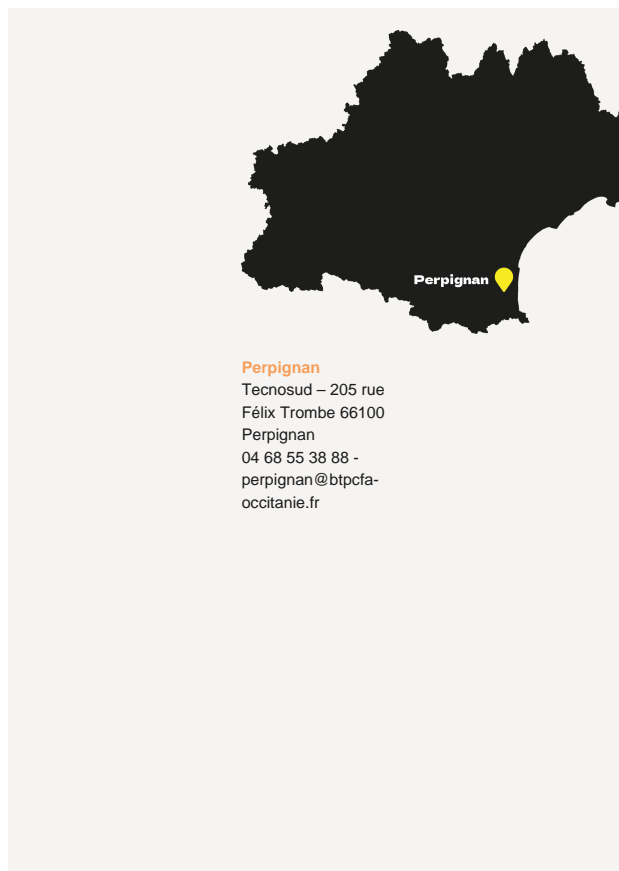 Perpignan
Perpignan
Tecnosud – 205 rue
Félix Trombe 66100
Perpignan
04 68 55 38 88 -
perpignan@btpcfa-
occitanie.fr